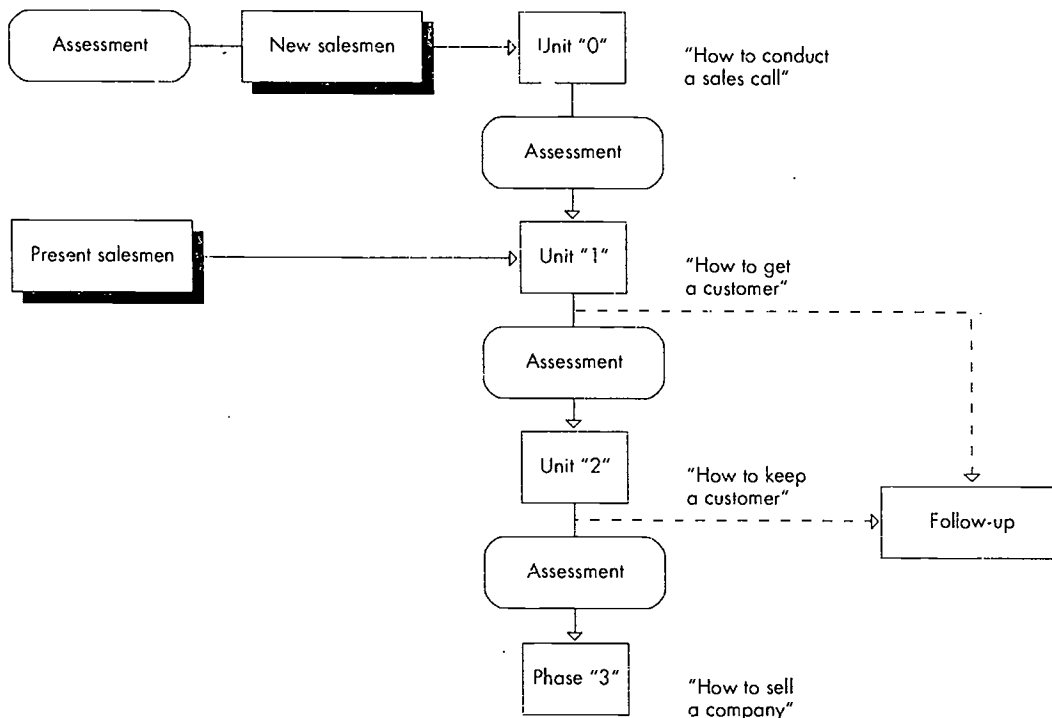 Assessment
New salesmen
Unit "0"
"How to conduct
a sales call"
Assessment
Present salesmen
Unit "1"
"How to get
a customer"
Assessment
Unit "2"
"How to keep
a customer"
Follow-up
Assessment
Phase "3"
"How to sell
a company"